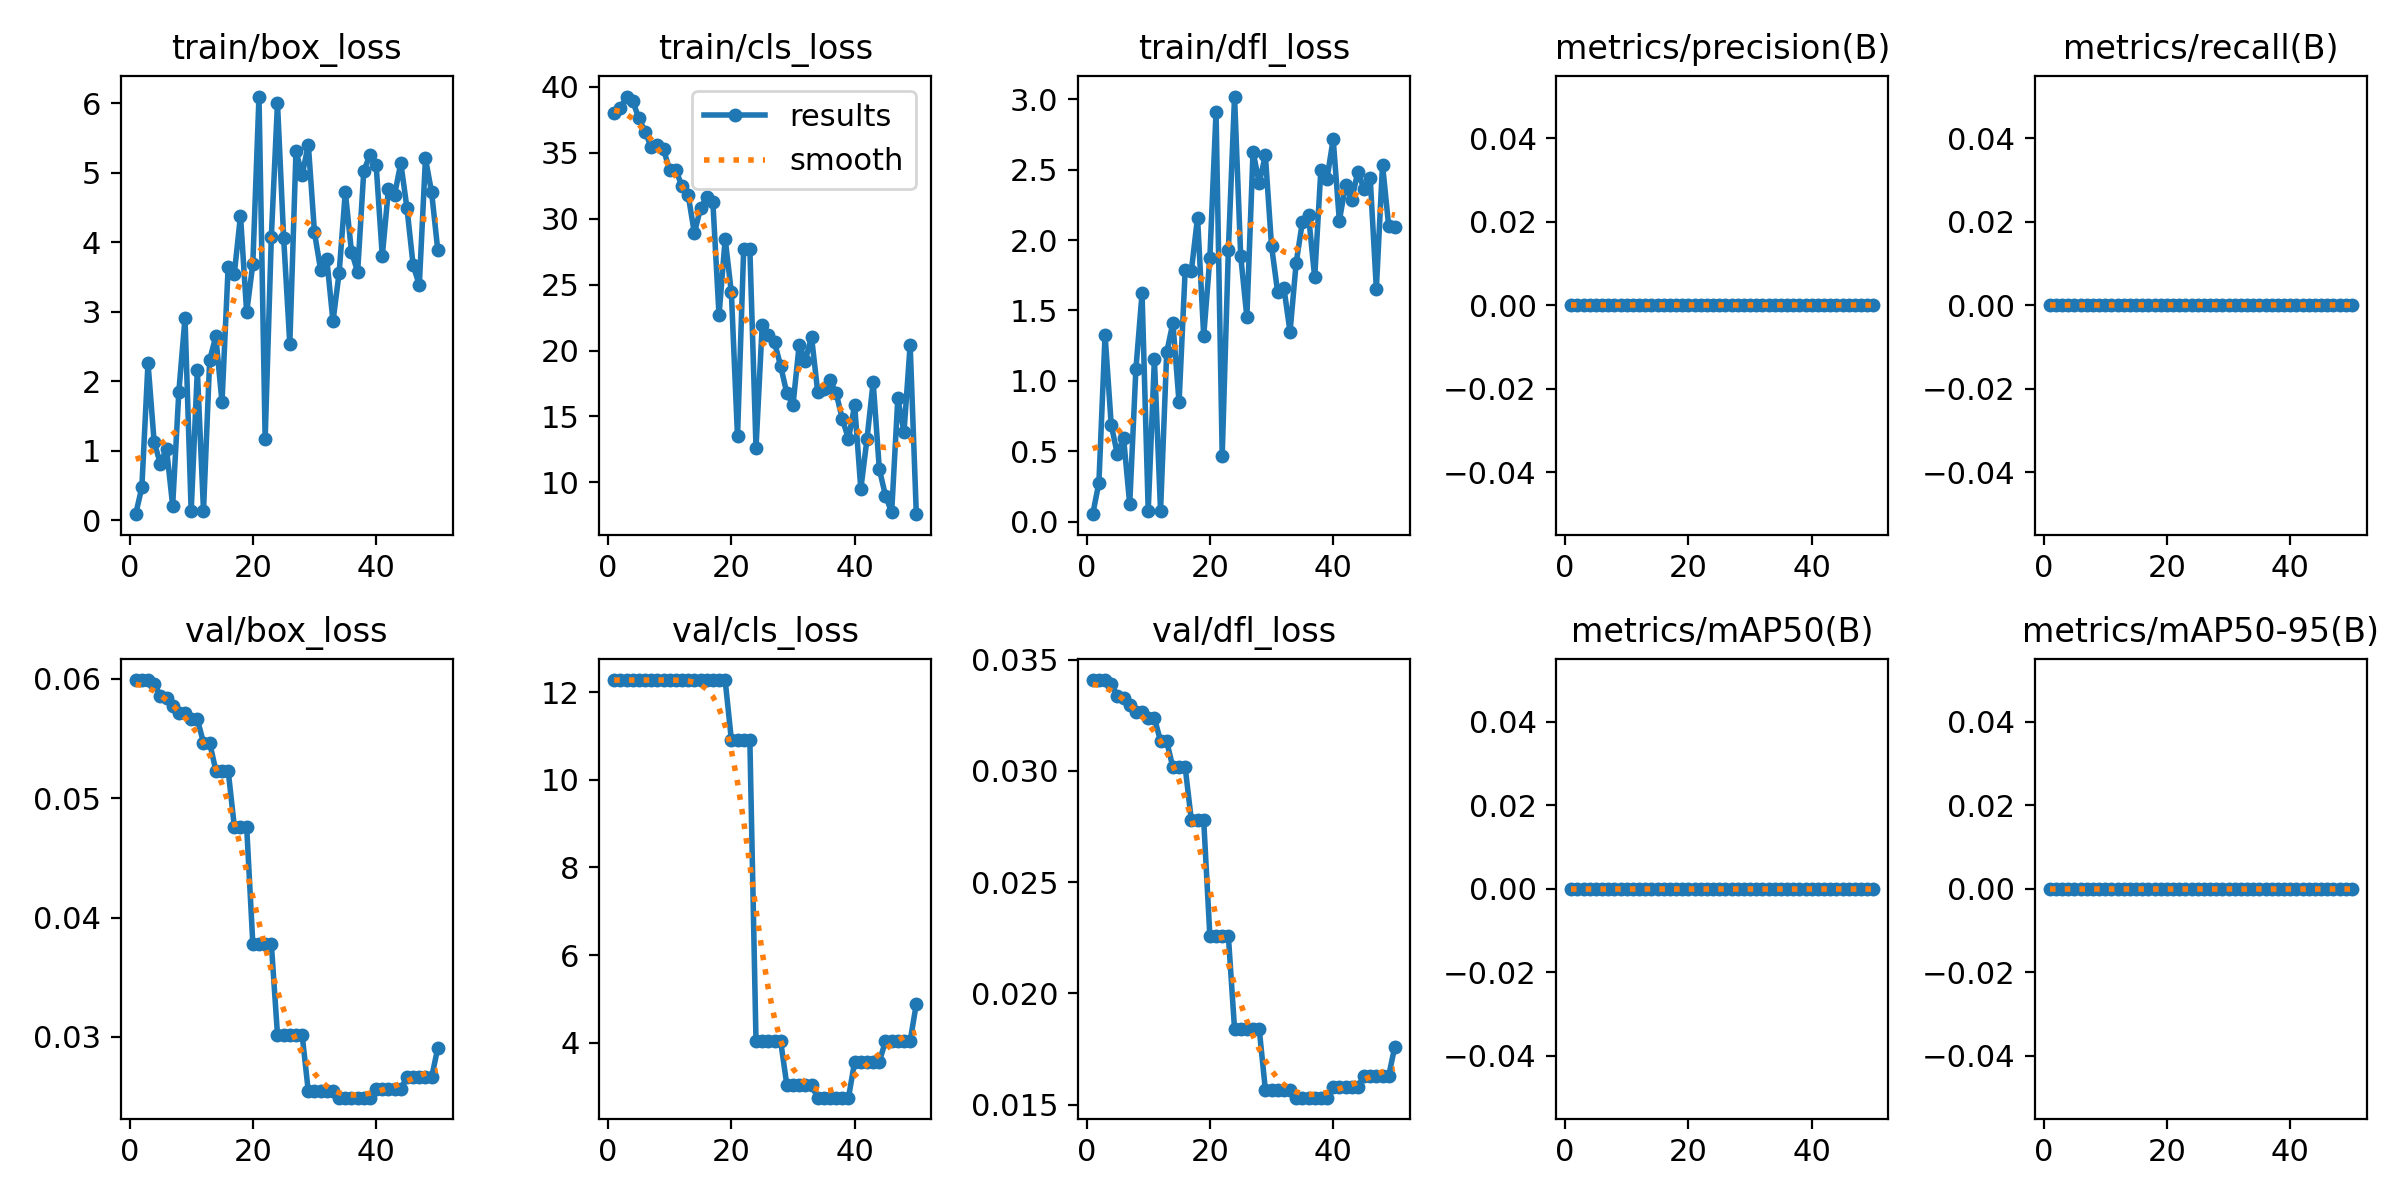 train/box_loss train/cls_loss train/dfl_loss metrics/precision(B) metrics/recall(B)
6 5 4 3 2 1 0
0 20 40
40 35 30 25 20 15 10
results
smooth
0 20 40
3.0 2.5 2.0 1.5 1.0 0.5 0.0
0 20 40
0.04 0.02 0.00 −0.02 −0.04
0 20 40
0.04 0.02 0.00 −0.02 −0.04
0 20 40
val/box_loss val/cls_loss val/dfl_loss metrics/mAP50(B) metrics/mAP50-95(B)
0.06 0.05 0.04 0.03
0 20 40
12 10 8 6 4
0 20 40
0.035 0.030 0.025 0.020 0.015
0 20 40
0.04 0.02 0.00 −0.02 −0.04
0 20 40
0.04 0.02 0.00 −0.02 −0.04
0 20 40